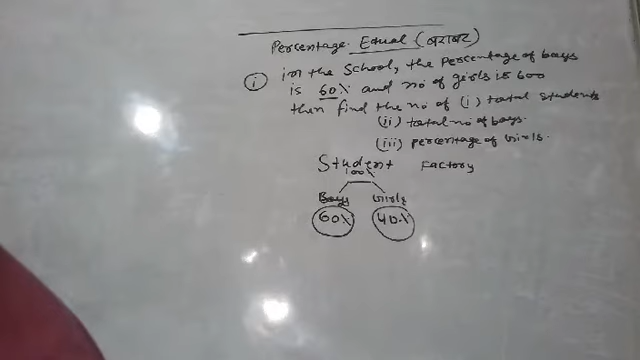 Percentage Equal (बराबर)
(i) in the School, the percentage of boys
is 60% and no of girls is 600
then find the no of (i) total students
(ii) total no of boys.
(iii) percentage of Girls.
Student Factory
100%
Boys Girls
60% 40%